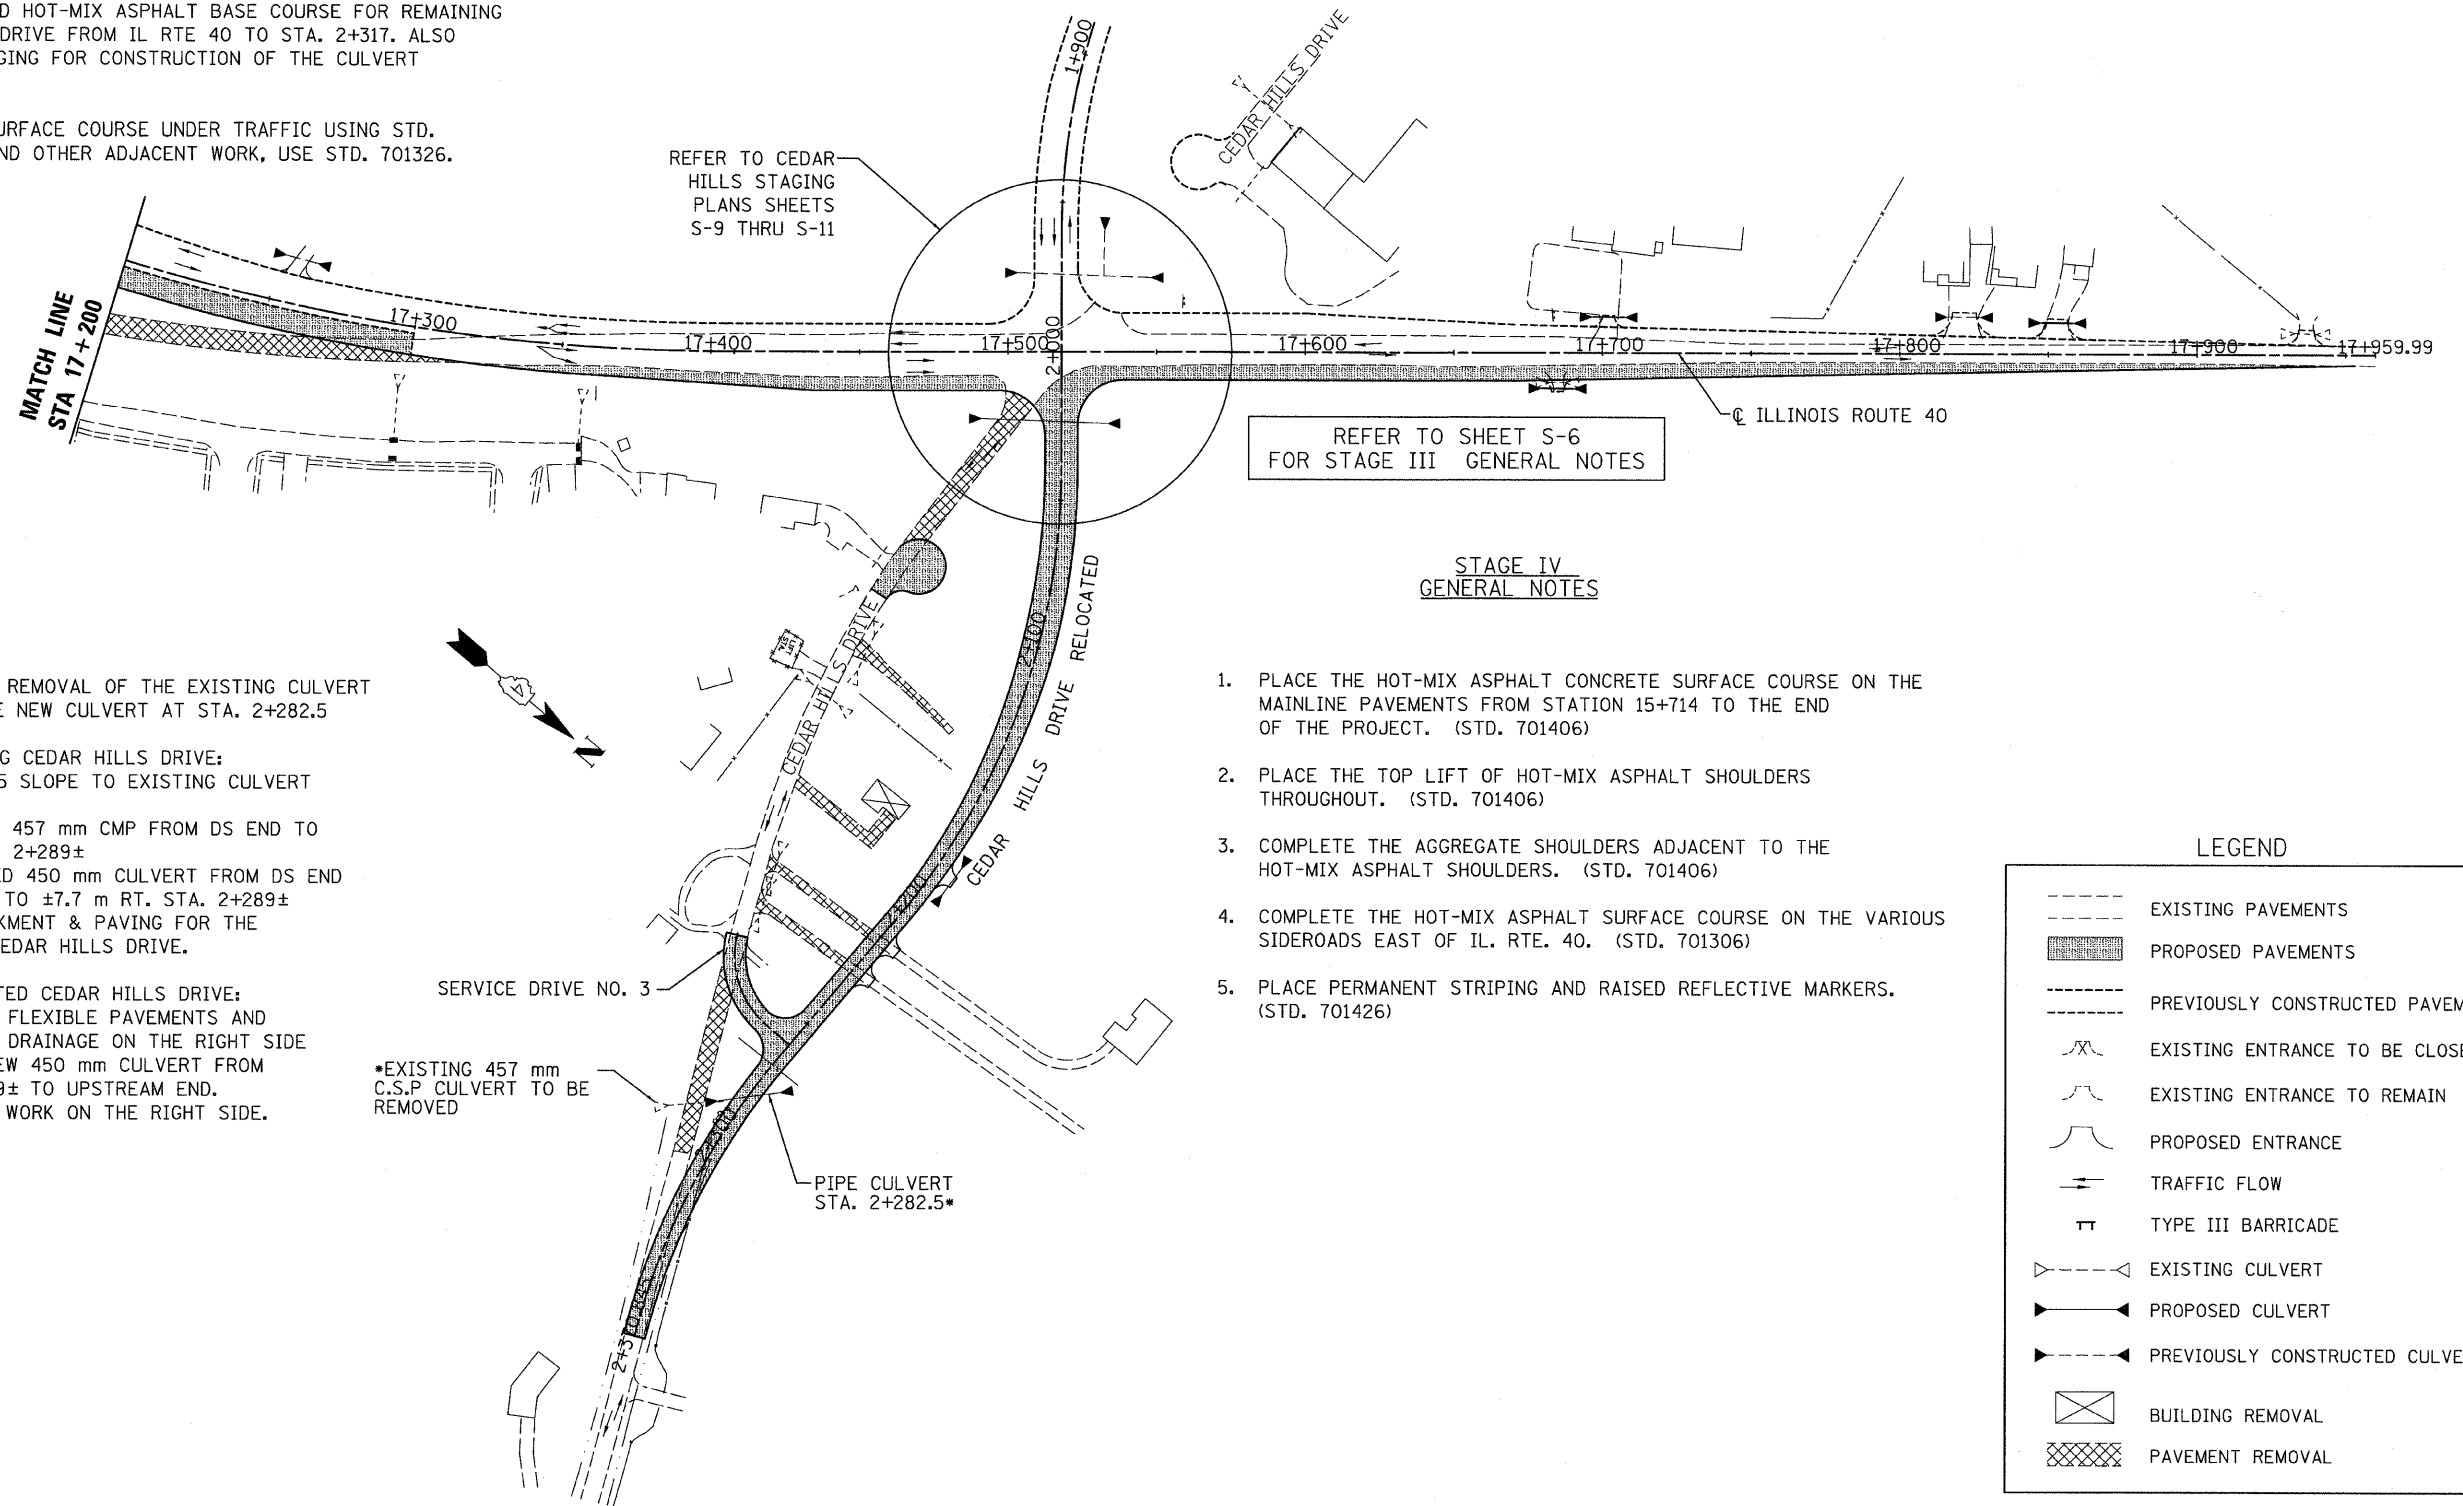 D HOT-MIX ASPHALT BASE COURSE FOR REMAINING
DRIVE FROM IL RTE 40 TO STA. 2+317. ALSO
GING FOR CONSTRUCTION OF THE CULVERT
URFACE COURSE UNDER TRAFFIC USING STD.
ND OTHER ADJACENT WORK, USE STD. 701326.
REFER TO CEDAR
HILLS STAGING
PLANS SHEETS
S-9 THRU S-11
1+900
CEDAR HILLS DRIVE
MATCH LINE
STA 17+200
17+300
17+400
17+500
2+000
17+600
17+700
17+800
17+900
17+959.99
℄ ILLINOIS ROUTE 40
REFER TO SHEET S-6
FOR STAGE III GENERAL NOTES
2+100
CEDAR HILLS DRIVE RELOCATED
CEDAR HILLS DRIVE
CEDAR HILLS DRIVE
LIFT
STA.
4
N
REMOVAL OF THE EXISTING CULVERT
E NEW CULVERT AT STA. 2+282.5
G CEDAR HILLS DRIVE:
5 SLOPE TO EXISTING CULVERT
457 mm CMP FROM DS END TO
2+289±
ED 450 mm CULVERT FROM DS END
TO ±7.7 m RT. STA. 2+289±
KMENT & PAVING FOR THE
CEDAR HILLS DRIVE.
TED CEDAR HILLS DRIVE:
FLEXIBLE PAVEMENTS AND
DRAINAGE ON THE RIGHT SIDE
EW 450 mm CULVERT FROM
9± TO UPSTREAM END.
WORK ON THE RIGHT SIDE.
SERVICE DRIVE NO. 3
2+200
*EXISTING 457 mm
C.S.P CULVERT TO BE
REMOVED
2+300
PIPE CULVERT
STA. 2+282.5*
STAGE IV
GENERAL NOTES
1. PLACE THE HOT-MIX ASPHALT CONCRETE SURFACE COURSE ON THE
MAINLINE PAVEMENTS FROM STATION 15+714 TO THE END
OF THE PROJECT. (STD. 701406)
2. PLACE THE TOP LIFT OF HOT-MIX ASPHALT SHOULDERS
THROUGHOUT. (STD. 701406)
3. COMPLETE THE AGGREGATE SHOULDERS ADJACENT TO THE
HOT-MIX ASPHALT SHOULDERS. (STD. 701406)
4. COMPLETE THE HOT-MIX ASPHALT SURFACE COURSE ON THE VARIOUS
SIDEROADS EAST OF IL. RTE. 40. (STD. 701306)
5. PLACE PERMANENT STRIPING AND RAISED REFLECTIVE MARKERS.
(STD. 701426)
LEGEND
EXISTING PAVEMENTS
PROPOSED PAVEMENTS
PREVIOUSLY CONSTRUCTED PAVEM
EXISTING ENTRANCE TO BE CLOSE
EXISTING ENTRANCE TO REMAIN
PROPOSED ENTRANCE
TRAFFIC FLOW
TYPE III BARRICADE
EXISTING CULVERT
PROPOSED CULVERT
PREVIOUSLY CONSTRUCTED CULVE
BUILDING REMOVAL
PAVEMENT REMOVAL